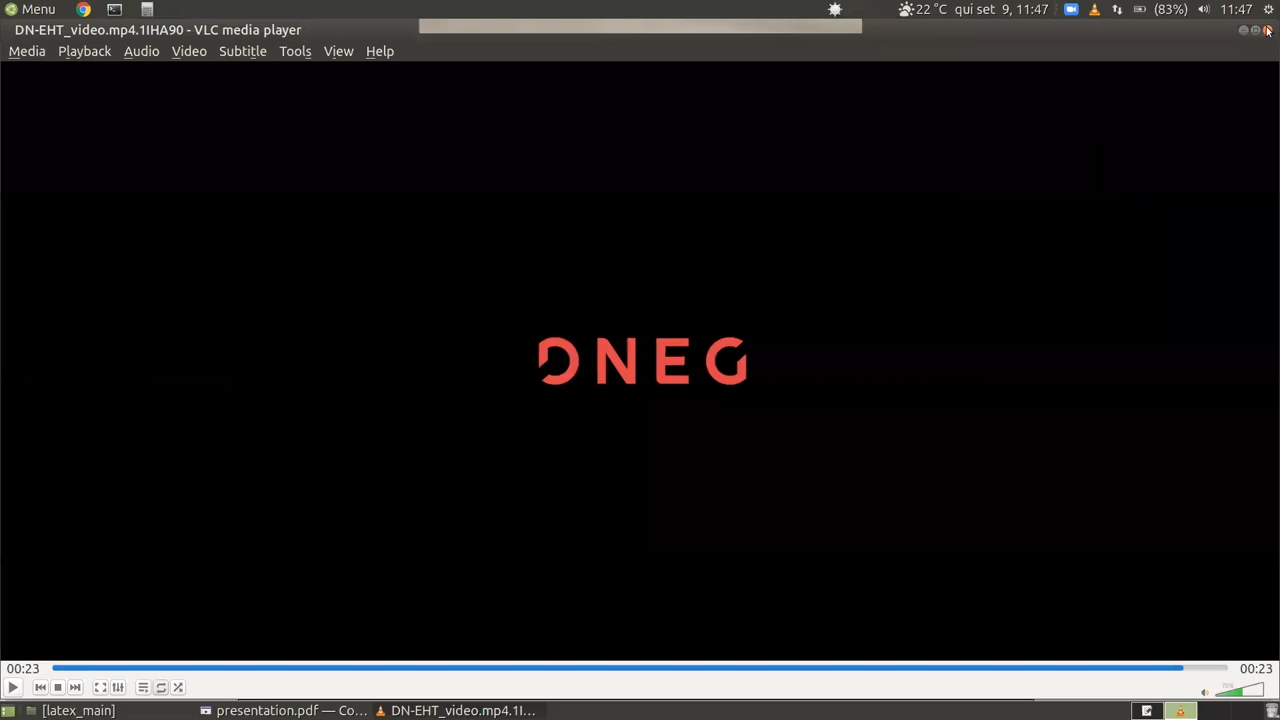 Menu 22 °C qui set 9, 11:47 (83%) 11:47
DN-EHT_video.mp4.1IHA90 - VLC media player
Media Playback Audio Video Subtitle Tools View Help
DNEG
00:23 00:23
70%
[latex_main] presentation.pdf — Co... DN-EHT_video.mp4.1I...